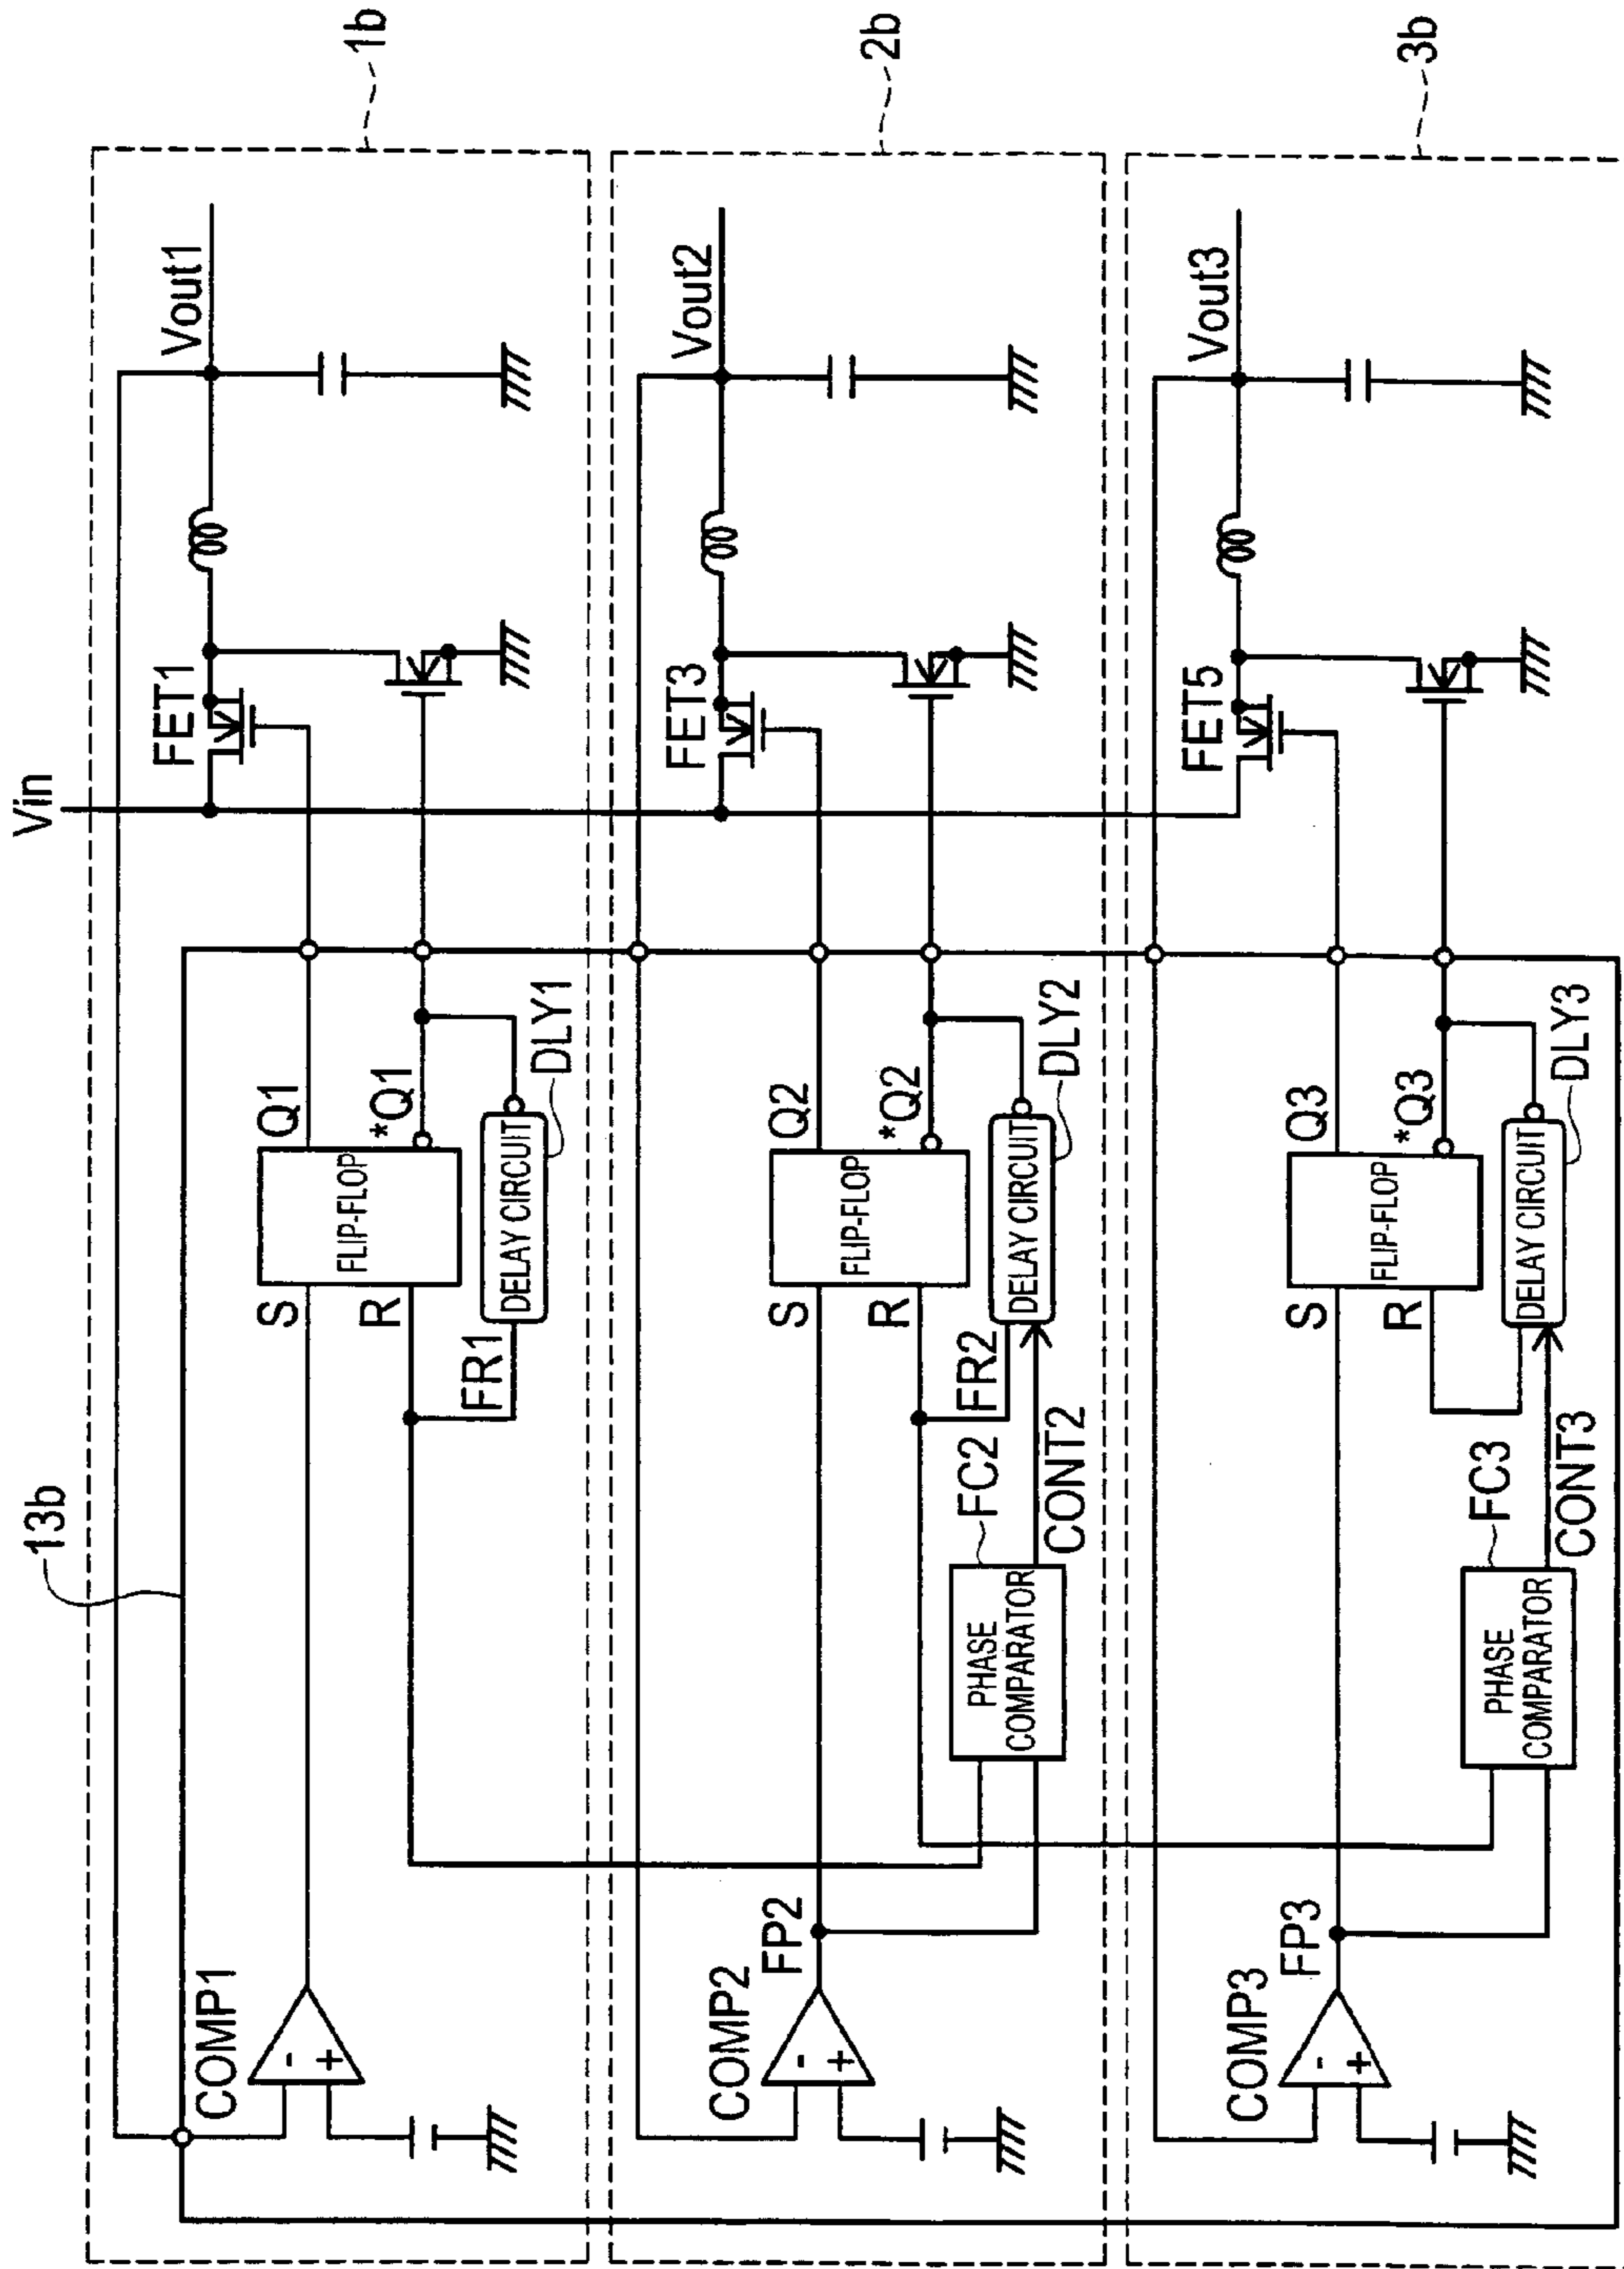 13b
Vin
COMP1
S
R
FLIP-FLOP
Q1
*Q1
FR1
DELAY CIRCUIT
DLY1
FET1
Vout1
1b
COMP2
FP2
S
R
FLIP-FLOP
Q2
*Q2
FR2
DELAY CIRCUIT
DLY2
PHASE
COMPARATOR
FC2
CONT2
FET3
Vout2
2b
COMP3
FP3
S
R
FLIP-FLOP
Q3
*Q3
DELAY CIRCUIT
DLY3
PHASE
COMPARATOR
FC3
CONT3
FET5
Vout3
3b
- +
- +
- +